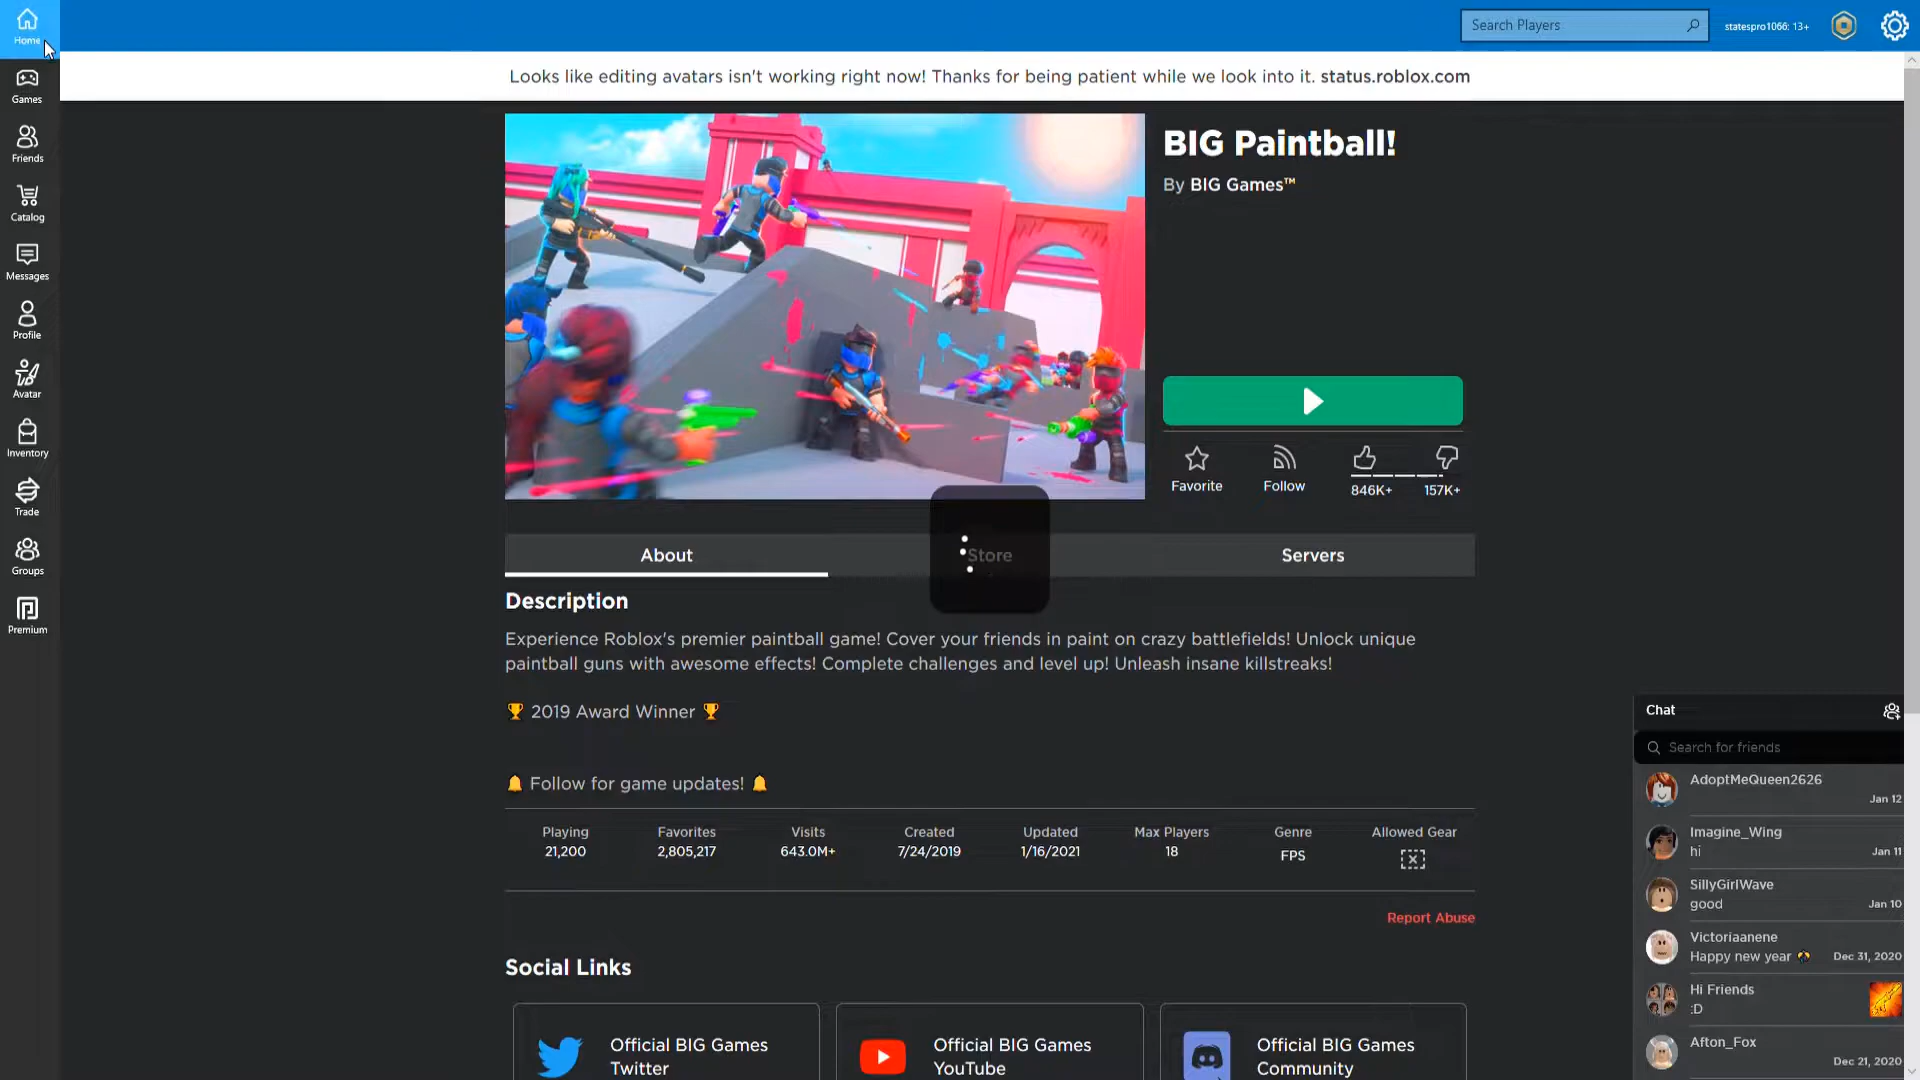 Home
Search Players
statespro1066: 13+
Looks like editing avatars isn't working right now! Thanks for being patient while we look into it. status.roblox.com
Games
Friends
Catalog
Messages
Profile
Avatar
Inventory
Trade
Groups
Premium
BIG Paintball!
By BIG Games™
Favorite
Follow
846K+
157K+
About
Store
Servers
Description
Experience Roblox's premier paintball game! Cover your friends in paint on crazy battlefields! Unlock unique
paintball guns with awesome effects! Complete challenges and level up! Unleash insane killstreaks!
🏆 2019 Award Winner 🏆
🔔 Follow for game updates! 🔔
Playing Favorites Visits Created Updated Max Players Genre Allowed Gear
21,200 2,805,217 643.0M+ 7/24/2019 1/16/2021 18 FPS
Report Abuse
Social Links
Official BIG Games
Twitter
Official BIG Games
YouTube
Official BIG Games
Community
Chat
Search for friends
AdoptMeQueen2626
Jan 12
Imagine_Wing
hi Jan 11
SillyGirlWave
good Jan 10
Victoriaanene
Happy new year Dec 31, 2020
Hi Friends
:D
Afton_Fox
Dec 21, 2020